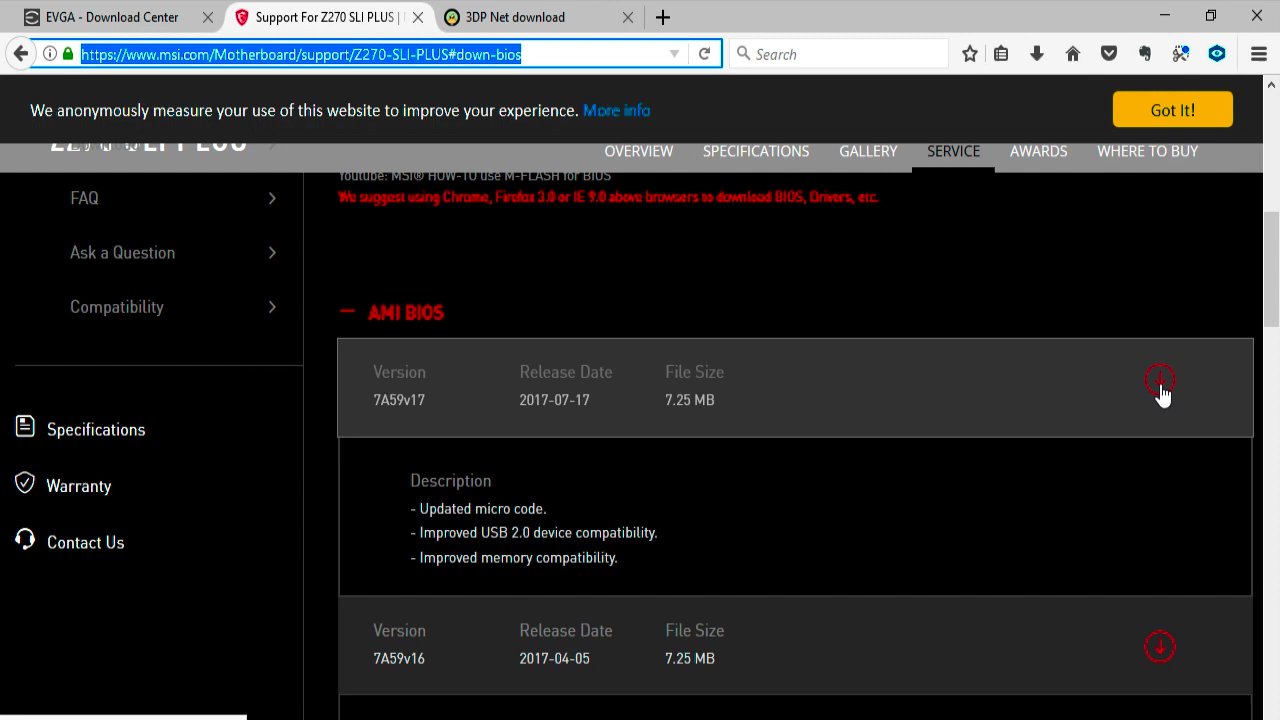 EVGA - Download Center
Support For Z270 SLI PLUS |
3DP Net download
https://www.msi.com/Motherboard/support/Z270-SLI-PLUS#down-bios
Search
We anonymously measure your use of this website to improve your experience. More info
Got It!
OVERVIEW
SPECIFICATIONS
GALLERY
SERVICE
AWARDS
WHERE TO BUY
FAQ
Ask a Question
Compatibility
Specifications
Warranty
Contact Us
Youtube: MSI® HOW-TO use M-FLASH for BIOS
We suggest using Chrome, Firefox 3.0 or IE 9.0 above browsers to download BIOS, Drivers, etc.
AMI BIOS
Version Release Date File Size
7A59v17 2017-07-17 7.25 MB
Description
- Updated micro code.
- Improved USB 2.0 device compatibility.
- Improved memory compatibility.
Version Release Date File Size
7A59v16 2017-04-05 7.25 MB